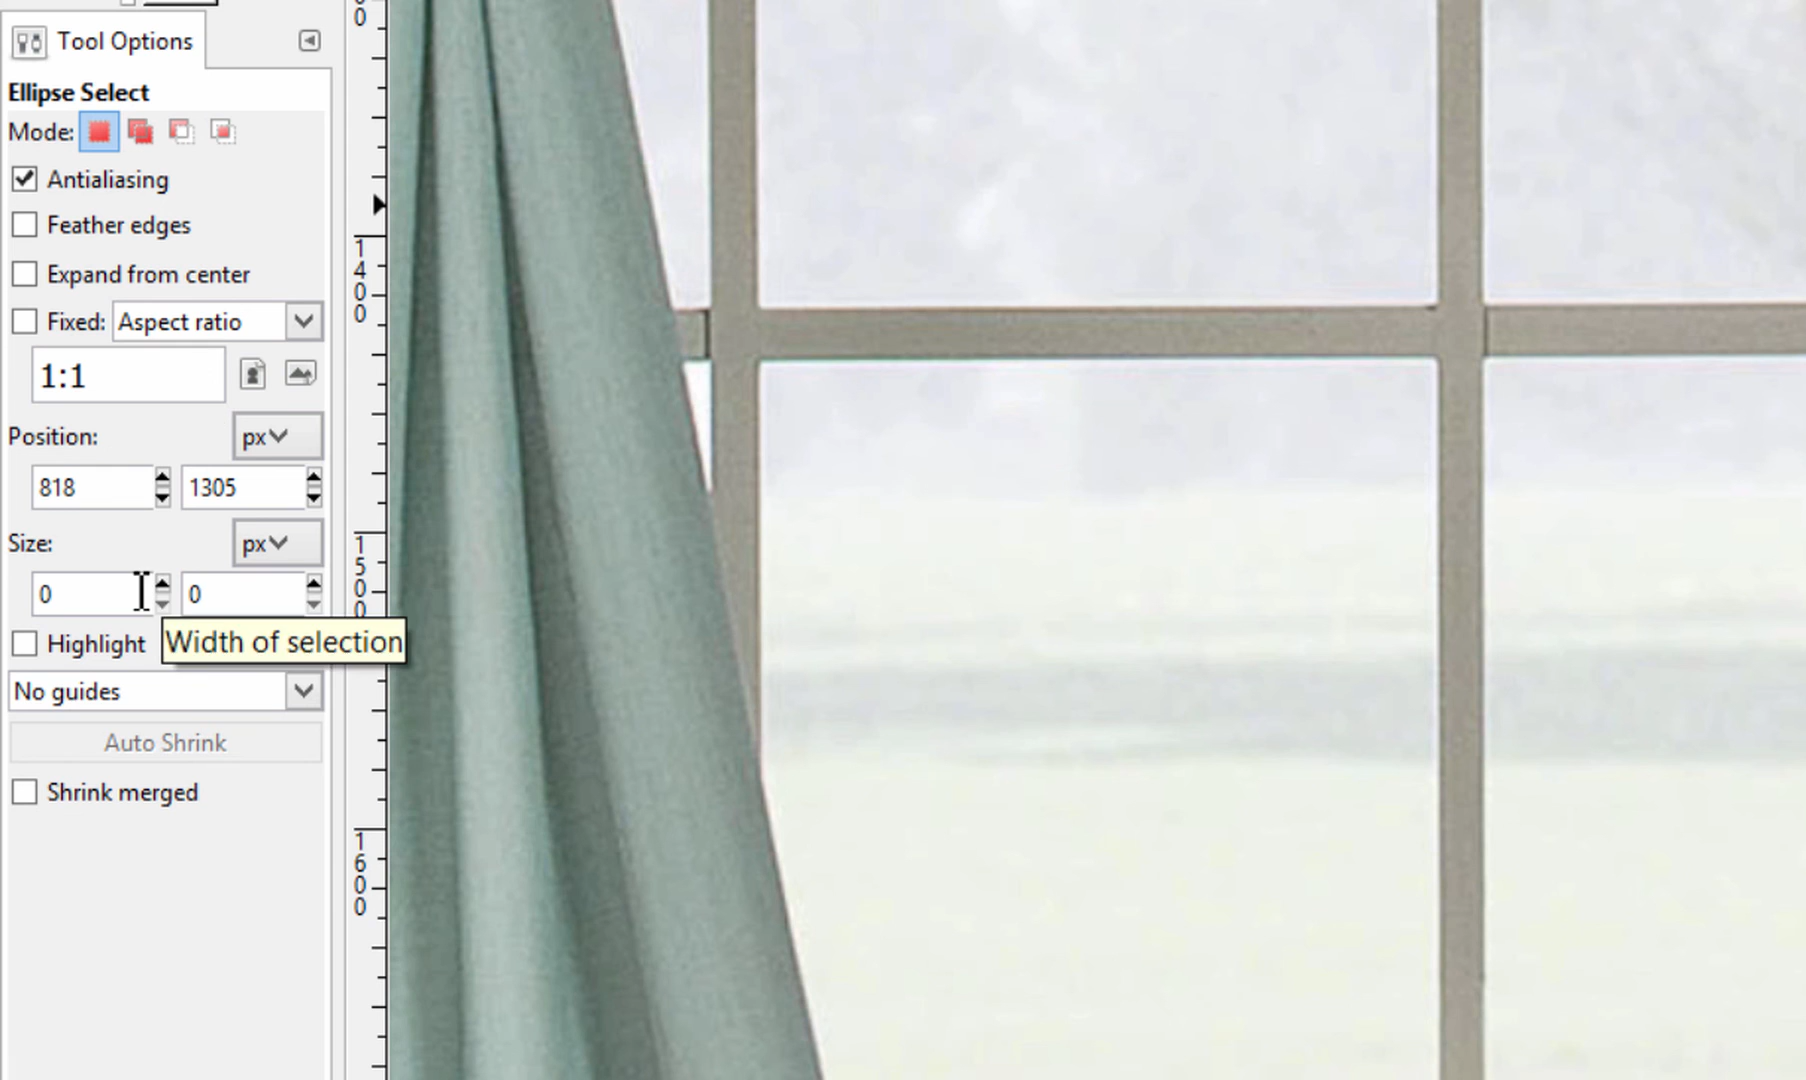 Tool Options
Ellipse Select
Mode:
Antialiasing
Feather edges
Expand from center
Fixed: Aspect ratio
1:1
Position: px
818 1305
Size: px
0 0
Highlight
Width of selection
No guides
Auto Shrink
Shrink merged
0
1400
1500
1600